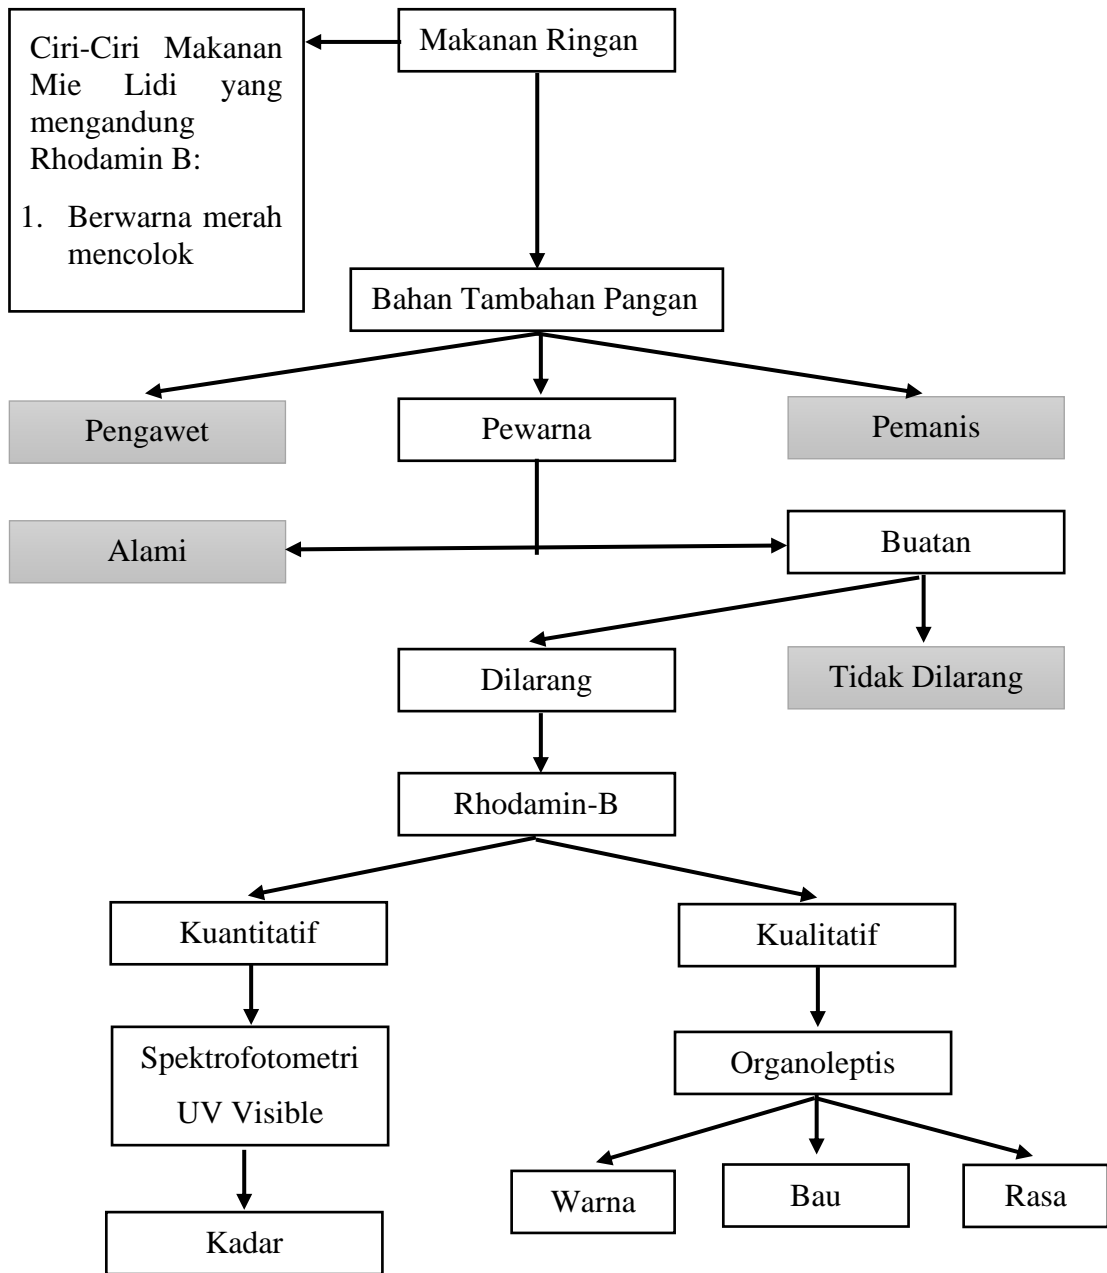 Makanan Ringan
Ciri-Ciri Makanan
Mie Lidi yang
mengandung
Rhodamin B:
1. Berwarna merah
mencolok
Bahan Tambahan Pangan
Pengawet
Pewarna
Pemanis
Alami
Buatan
Dilarang
Tidak Dilarang
Rhodamin-B
Kuantitatif
Kualitatif
Spektrofotometri
UV Visible
Organoleptis
Warna
Bau
Rasa
Kadar